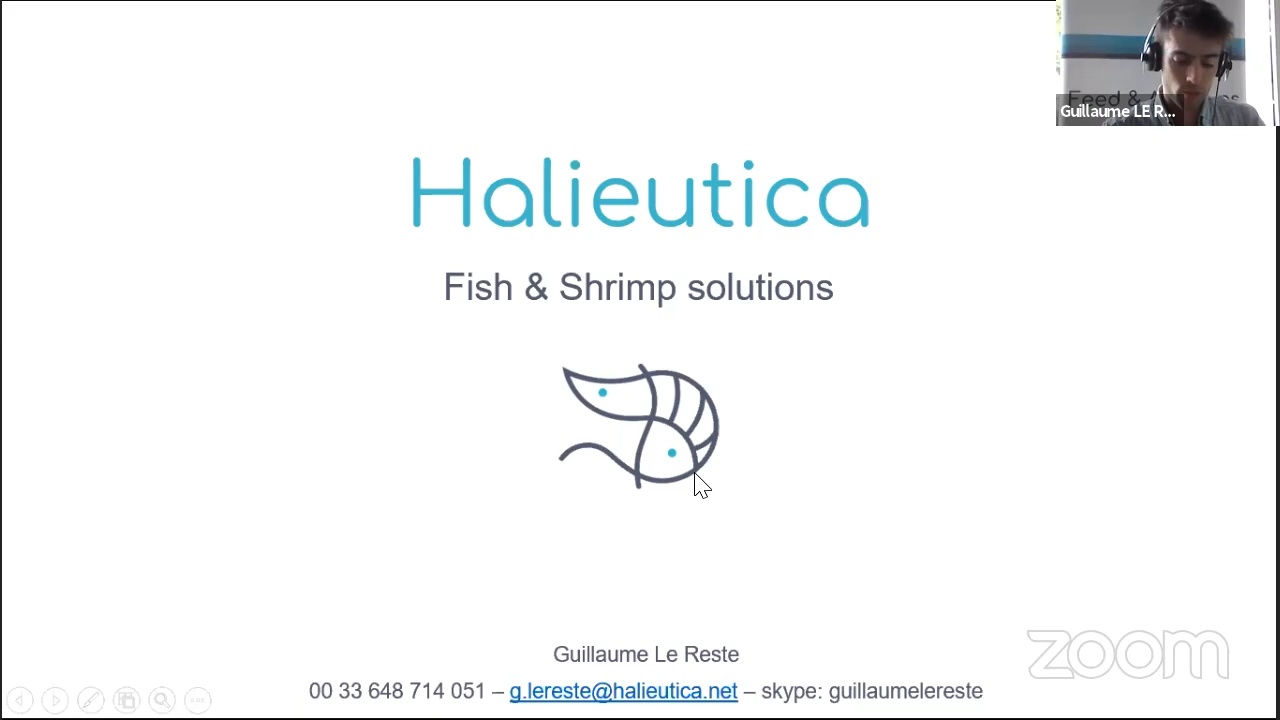 Halieutica
Fish & Shrimp solutions
Feed &
Guillaume LE R...
Guillaume Le Reste
00 33 648 714 051 – g.lereste@halieutica.net – skype: guillaumelereste
zoom